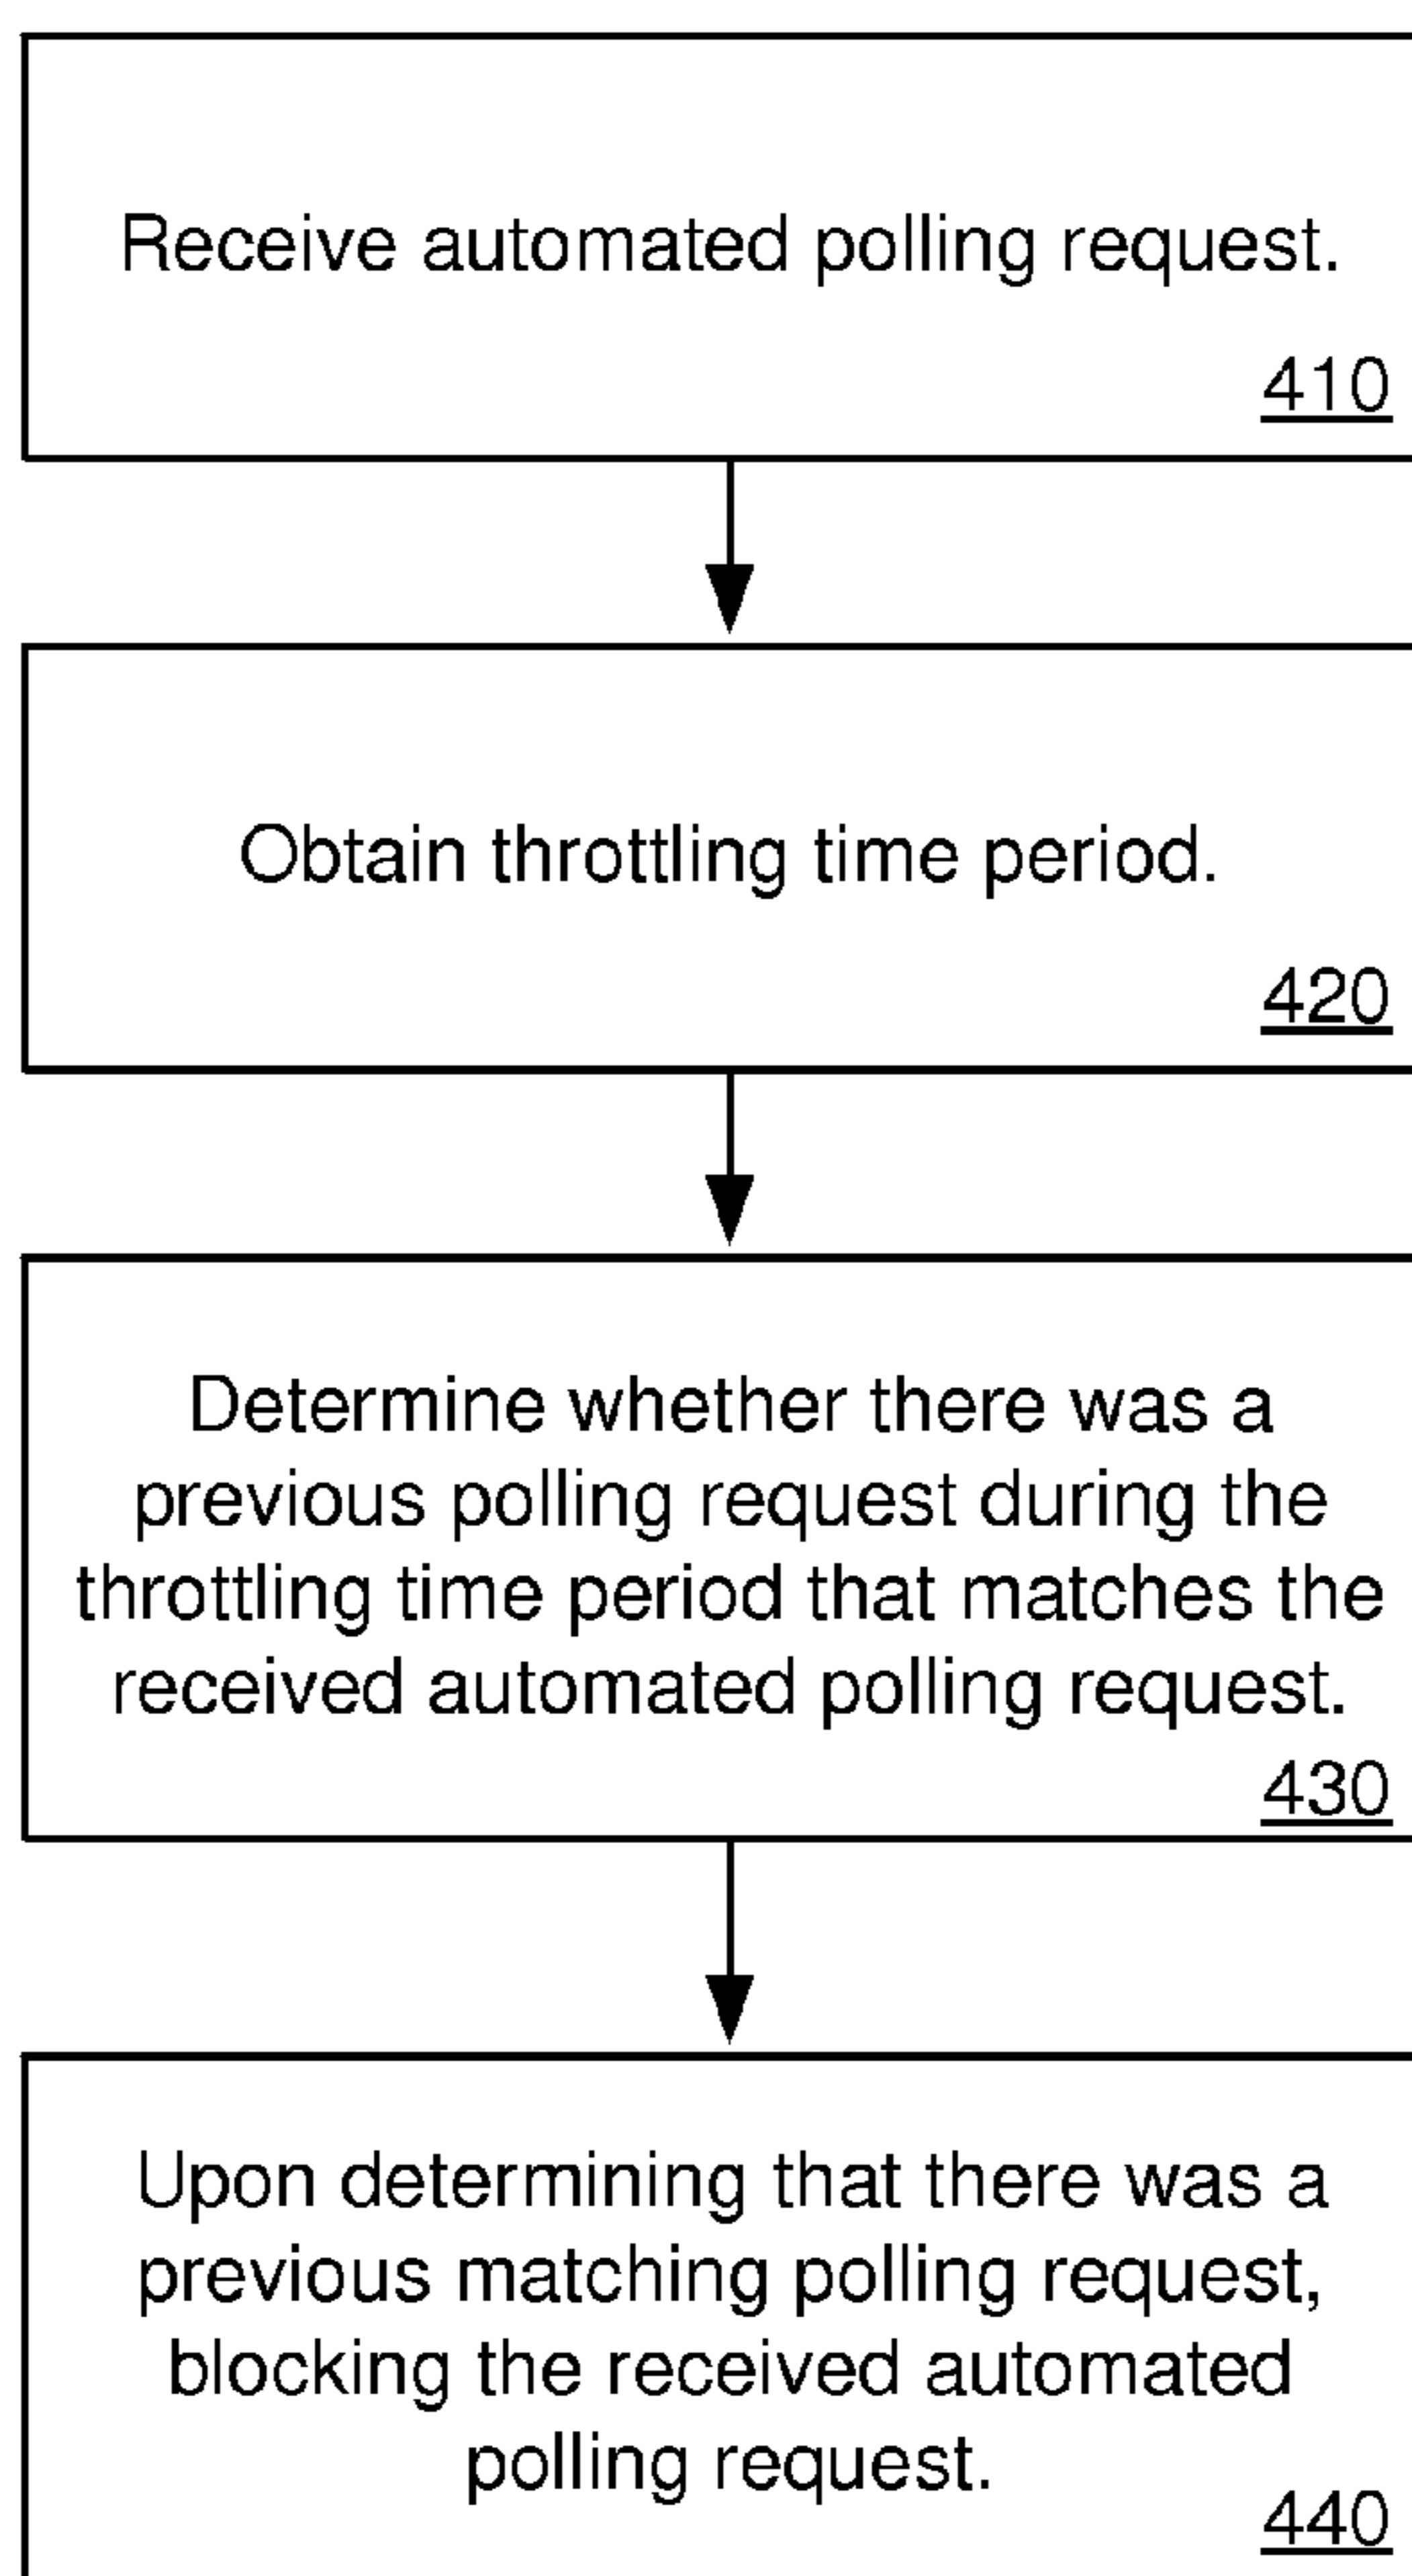 Receive automated polling request.
410
Obtain throttling time period.
420
Determine whether there was a
previous polling request during the
throttling time period that matches the
received automated polling request.
430
Upon determining that there was a
previous matching polling request,
blocking the received automated
polling request.
440